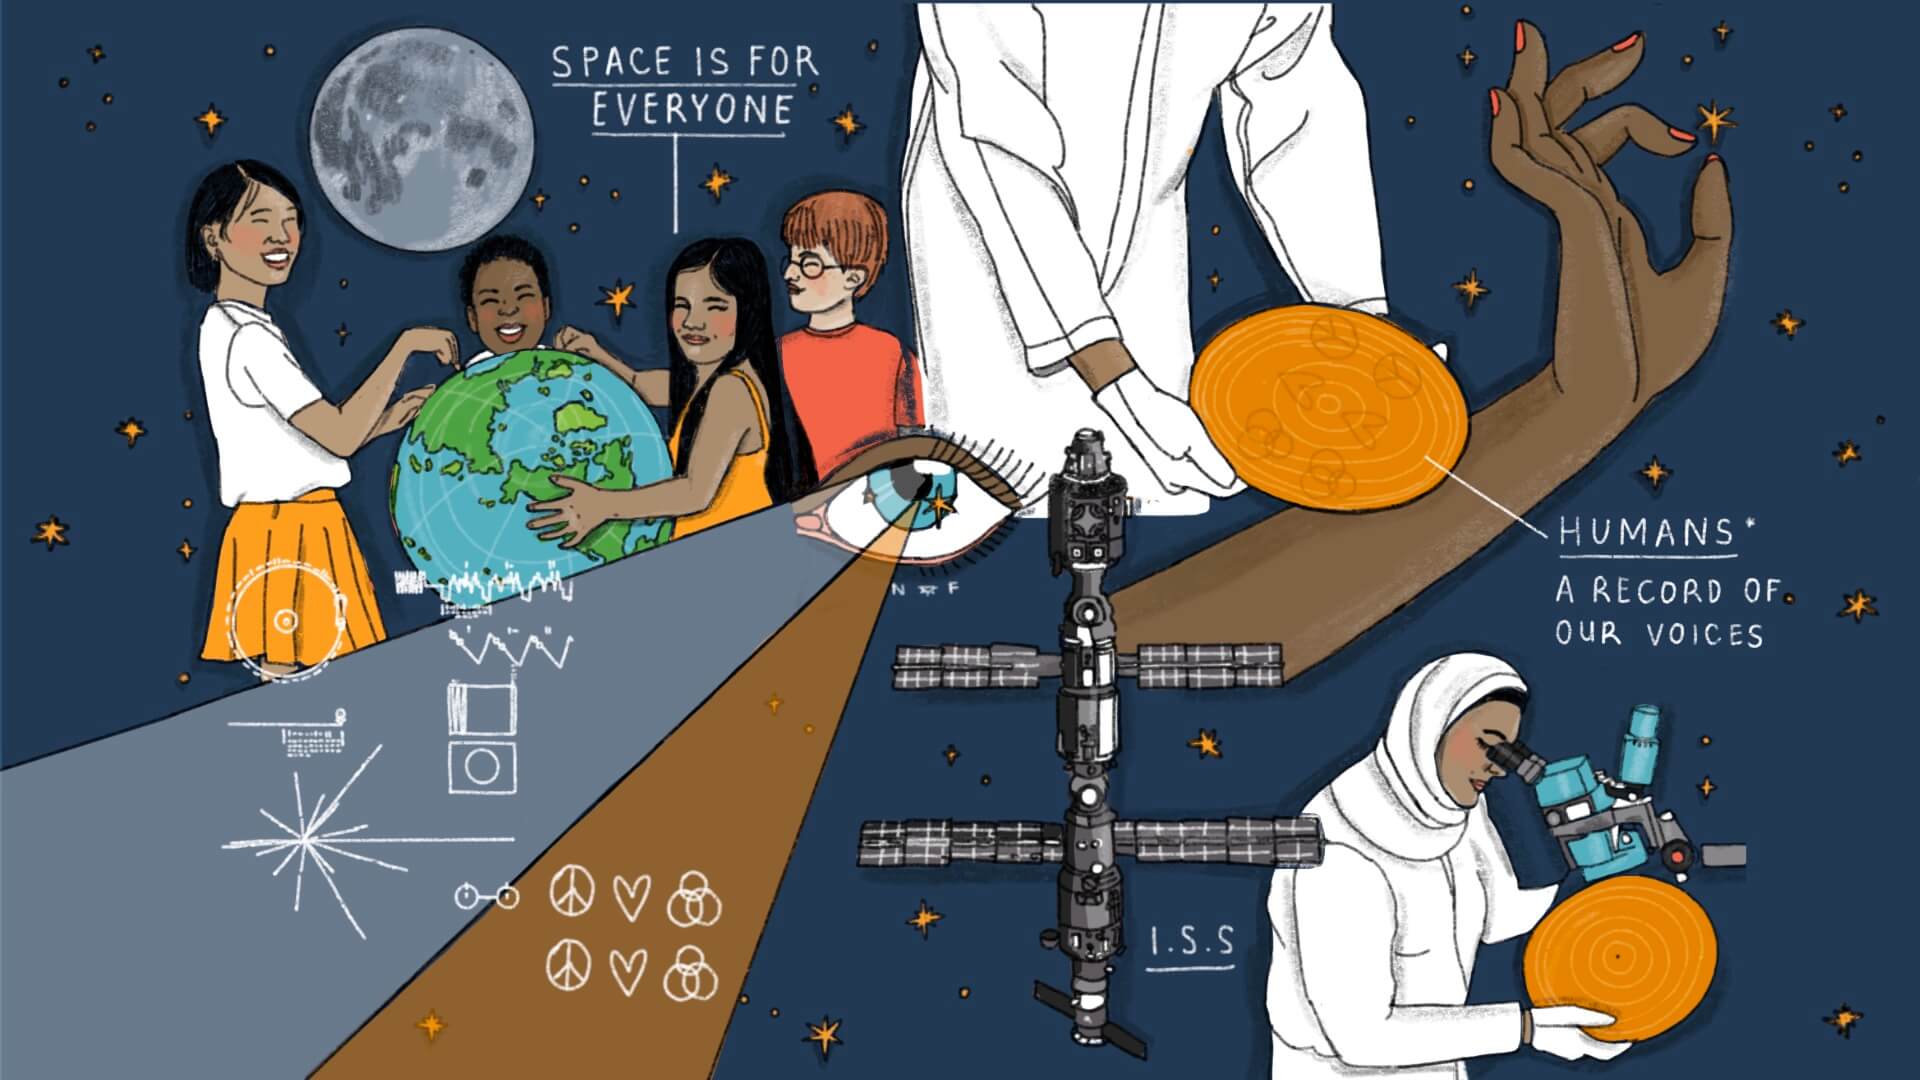 SPACE IS FOR
EVERYONE
HUMANS*
A RECORD OF
OUR VOICES
N F
I.S.S